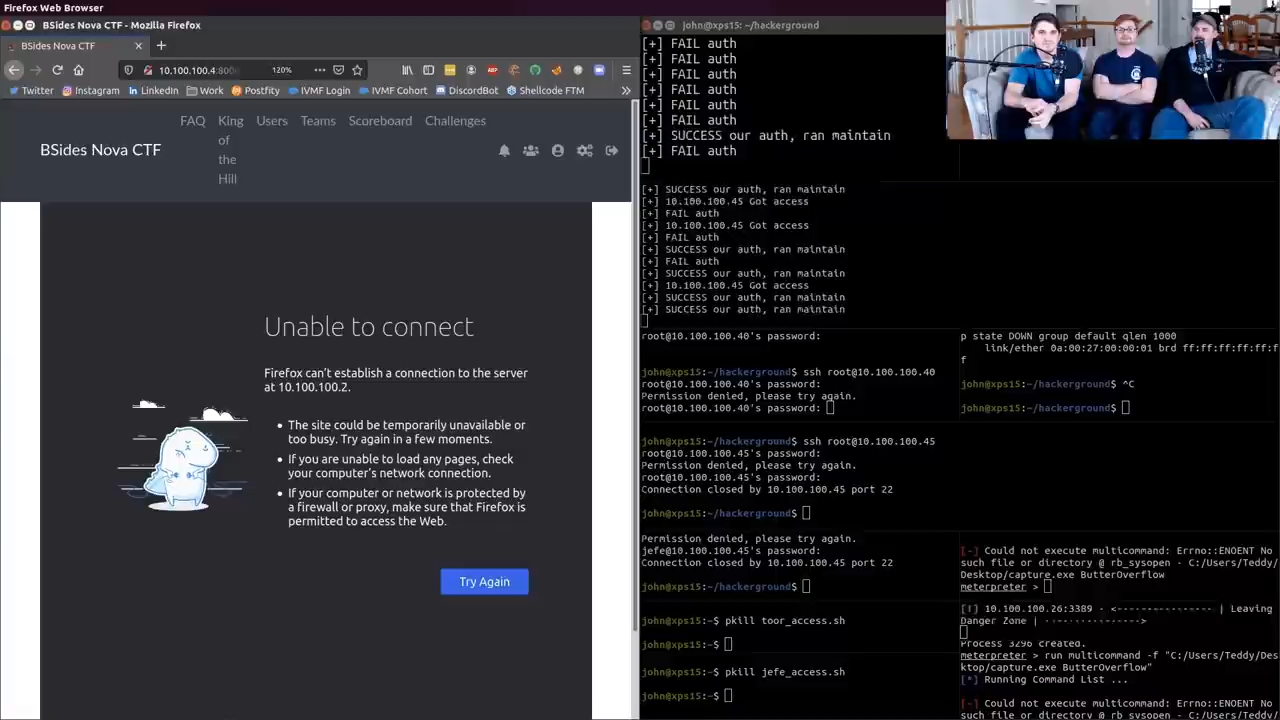 Firefox Web Browser
BSides Nova CTF - Mozilla Firefox
BSides Nova CTF
10.100.100.4:800
120%
Twitter
Instagram
LinkedIn
Work
Postfity
IVMF Login
IVMF Cohort
DiscordBot
Shellcode FTM
FAQ
King of the Hill
Users
Teams
Scoreboard
Challenges
BSides Nova CTF
Unable to connect
Firefox can't establish a connection to the server
at 10.100.100.2.
The site could be temporarily unavailable or
too busy. Try again in a few moments.
If you are unable to load any pages, check
your computer's network connection.
If your computer or network is protected by
a firewall or proxy, make sure that Firefox is
permitted to access the Web.
Try Again
john@xps15: ~/hackerground
[+] FAIL auth
[+] FAIL auth
[+] FAIL auth
[+] FAIL auth
[+] FAIL auth
[+] FAIL auth
[+] SUCCESS our auth, ran maintain
[+] FAIL auth
[+] SUCCESS our auth, ran maintain
[+] 10.100.100.45 Got access
[+] FAIL auth
[+] 10.100.100.45 Got access
[+] FAIL auth
[+] SUCCESS our auth, ran maintain
[+] FAIL auth
[+] SUCCESS our auth, ran maintain
[+] 10.100.100.45 Got access
[+] SUCCESS our auth, ran maintain
[+] SUCCESS our auth, ran maintain
root@10.100.100.40's password:
john@xps15:~/hackerground$ ssh root@10.100.100.40
root@10.100.100.40's password:
Permission denied, please try again.
root@10.100.100.40's password:
p state DOWN group default qlen 1000
link/ether 0a:00:27:00:00:01 brd ff:ff:ff:ff:ff:f
f
john@xps15:~/hackerground$ ^C
john@xps15:~/hackerground$
john@xps15:~/hackerground$ ssh root@10.100.100.45
root@10.100.100.45's password:
Permission denied, please try again.
root@10.100.100.45's password:
Connection closed by 10.100.100.45 port 22
john@xps15:~/hackerground$
Permission denied, please try again.
jefe@10.100.100.45's password:
Connection closed by 10.100.100.45 port 22
john@xps15:~/hackerground$
[-] Could not execute multicommand: Errno::ENOENT No
such file or directory @ rb_sysopen - C:/Users/Teddy/
Desktop/capture.exe ButterOverflow
meterpreter >
john@xps15:~$ pkill toor_access.sh
john@xps15:~$
john@xps15:~$ pkill jefe_access.sh
john@xps15:~$
[!] 10.100.100.26:3389 - <---------------- | Leaving
Danger Zone | ---------------->
Process 3296 created.
meterpreter > run multicommand -f "C:/Users/Teddy/Des
ktop/capture.exe ButterOverflow"
[*] Running Command List ...
[-] Could not execute multicommand: Errno::ENOENT No
such file or directory @ rb_sysopen - C:/Users/Teddy/